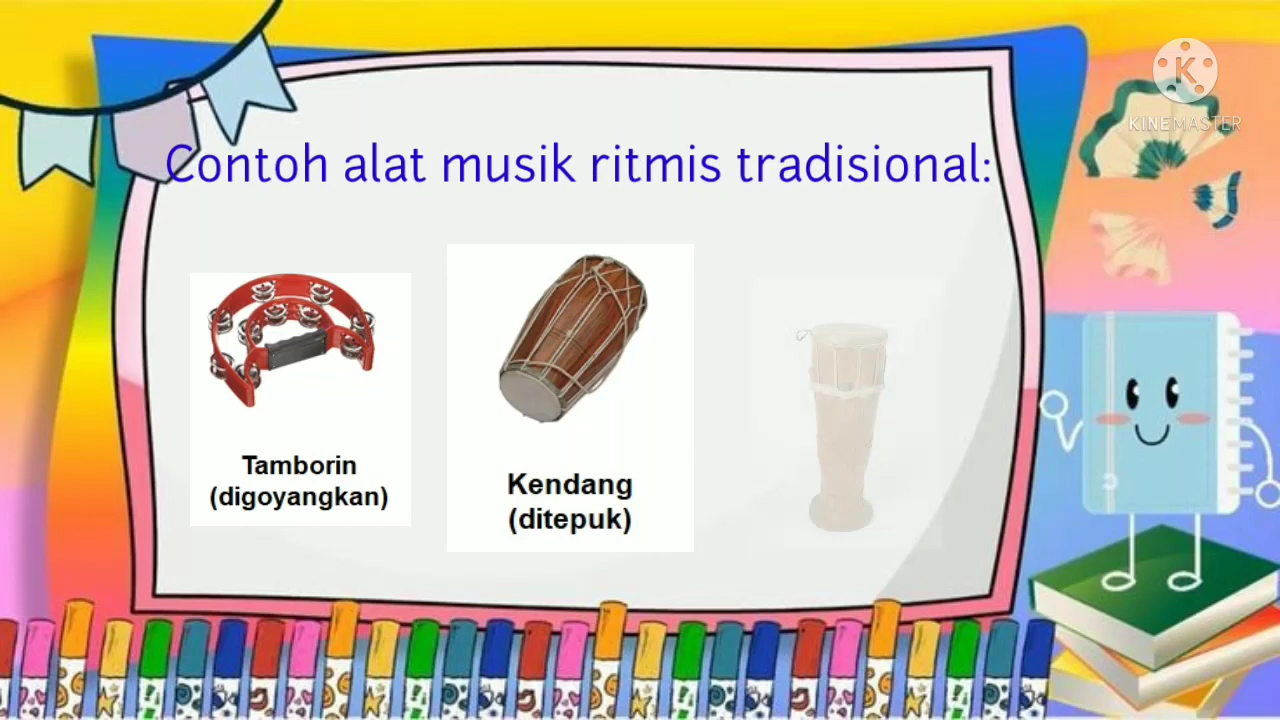 KINEMASTER
Contoh alat musik ritmis tradisional:
Tamborin
(digoyangkan)
Kendang
(ditepuk)